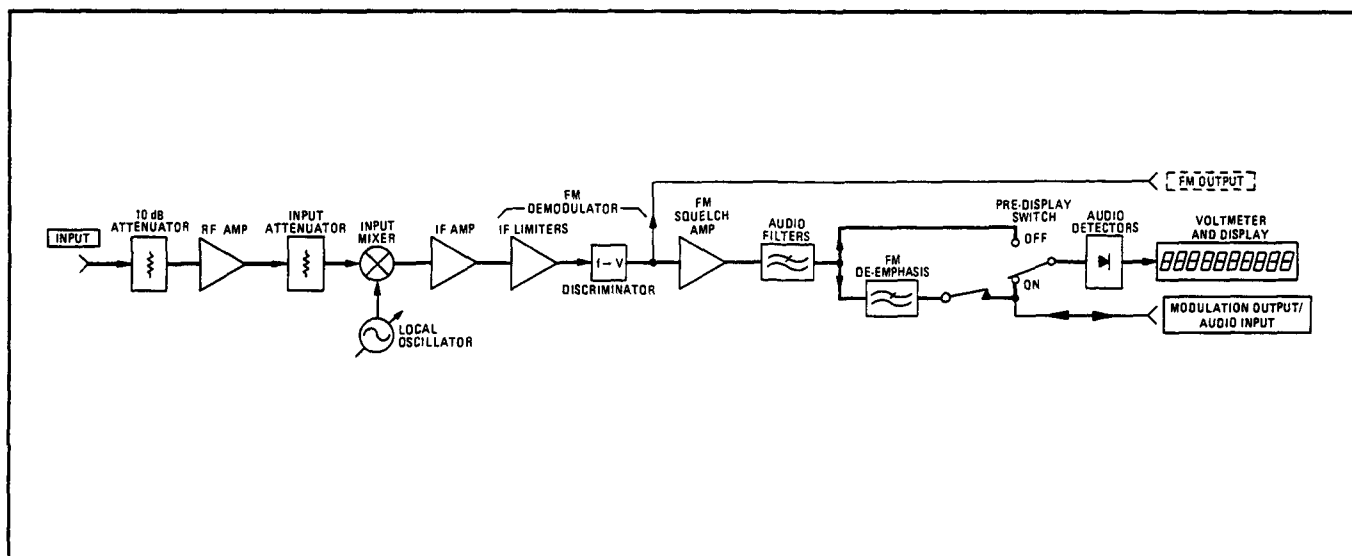 INPUT
10 dB
ATTENUATOR
RF AMP
INPUT
ATTENUATOR
INPUT
MIXER
LOCAL
OSCILLATOR
IF AMP
FM
DEMODULATOR
IF LIMITERS
f→V
DISCRIMINATOR
FM
SQUELCH
AMP
AUDIO
FILTERS
FM
DE-EMPHASIS
FM OUTPUT
PRE-DISPLAY
SWITCH
OFF
ON
AUDIO
DETECTORS
VOLTMETER
AND DISPLAY
8888888888
MODULATION OUTPUT/
AUDIO INPUT